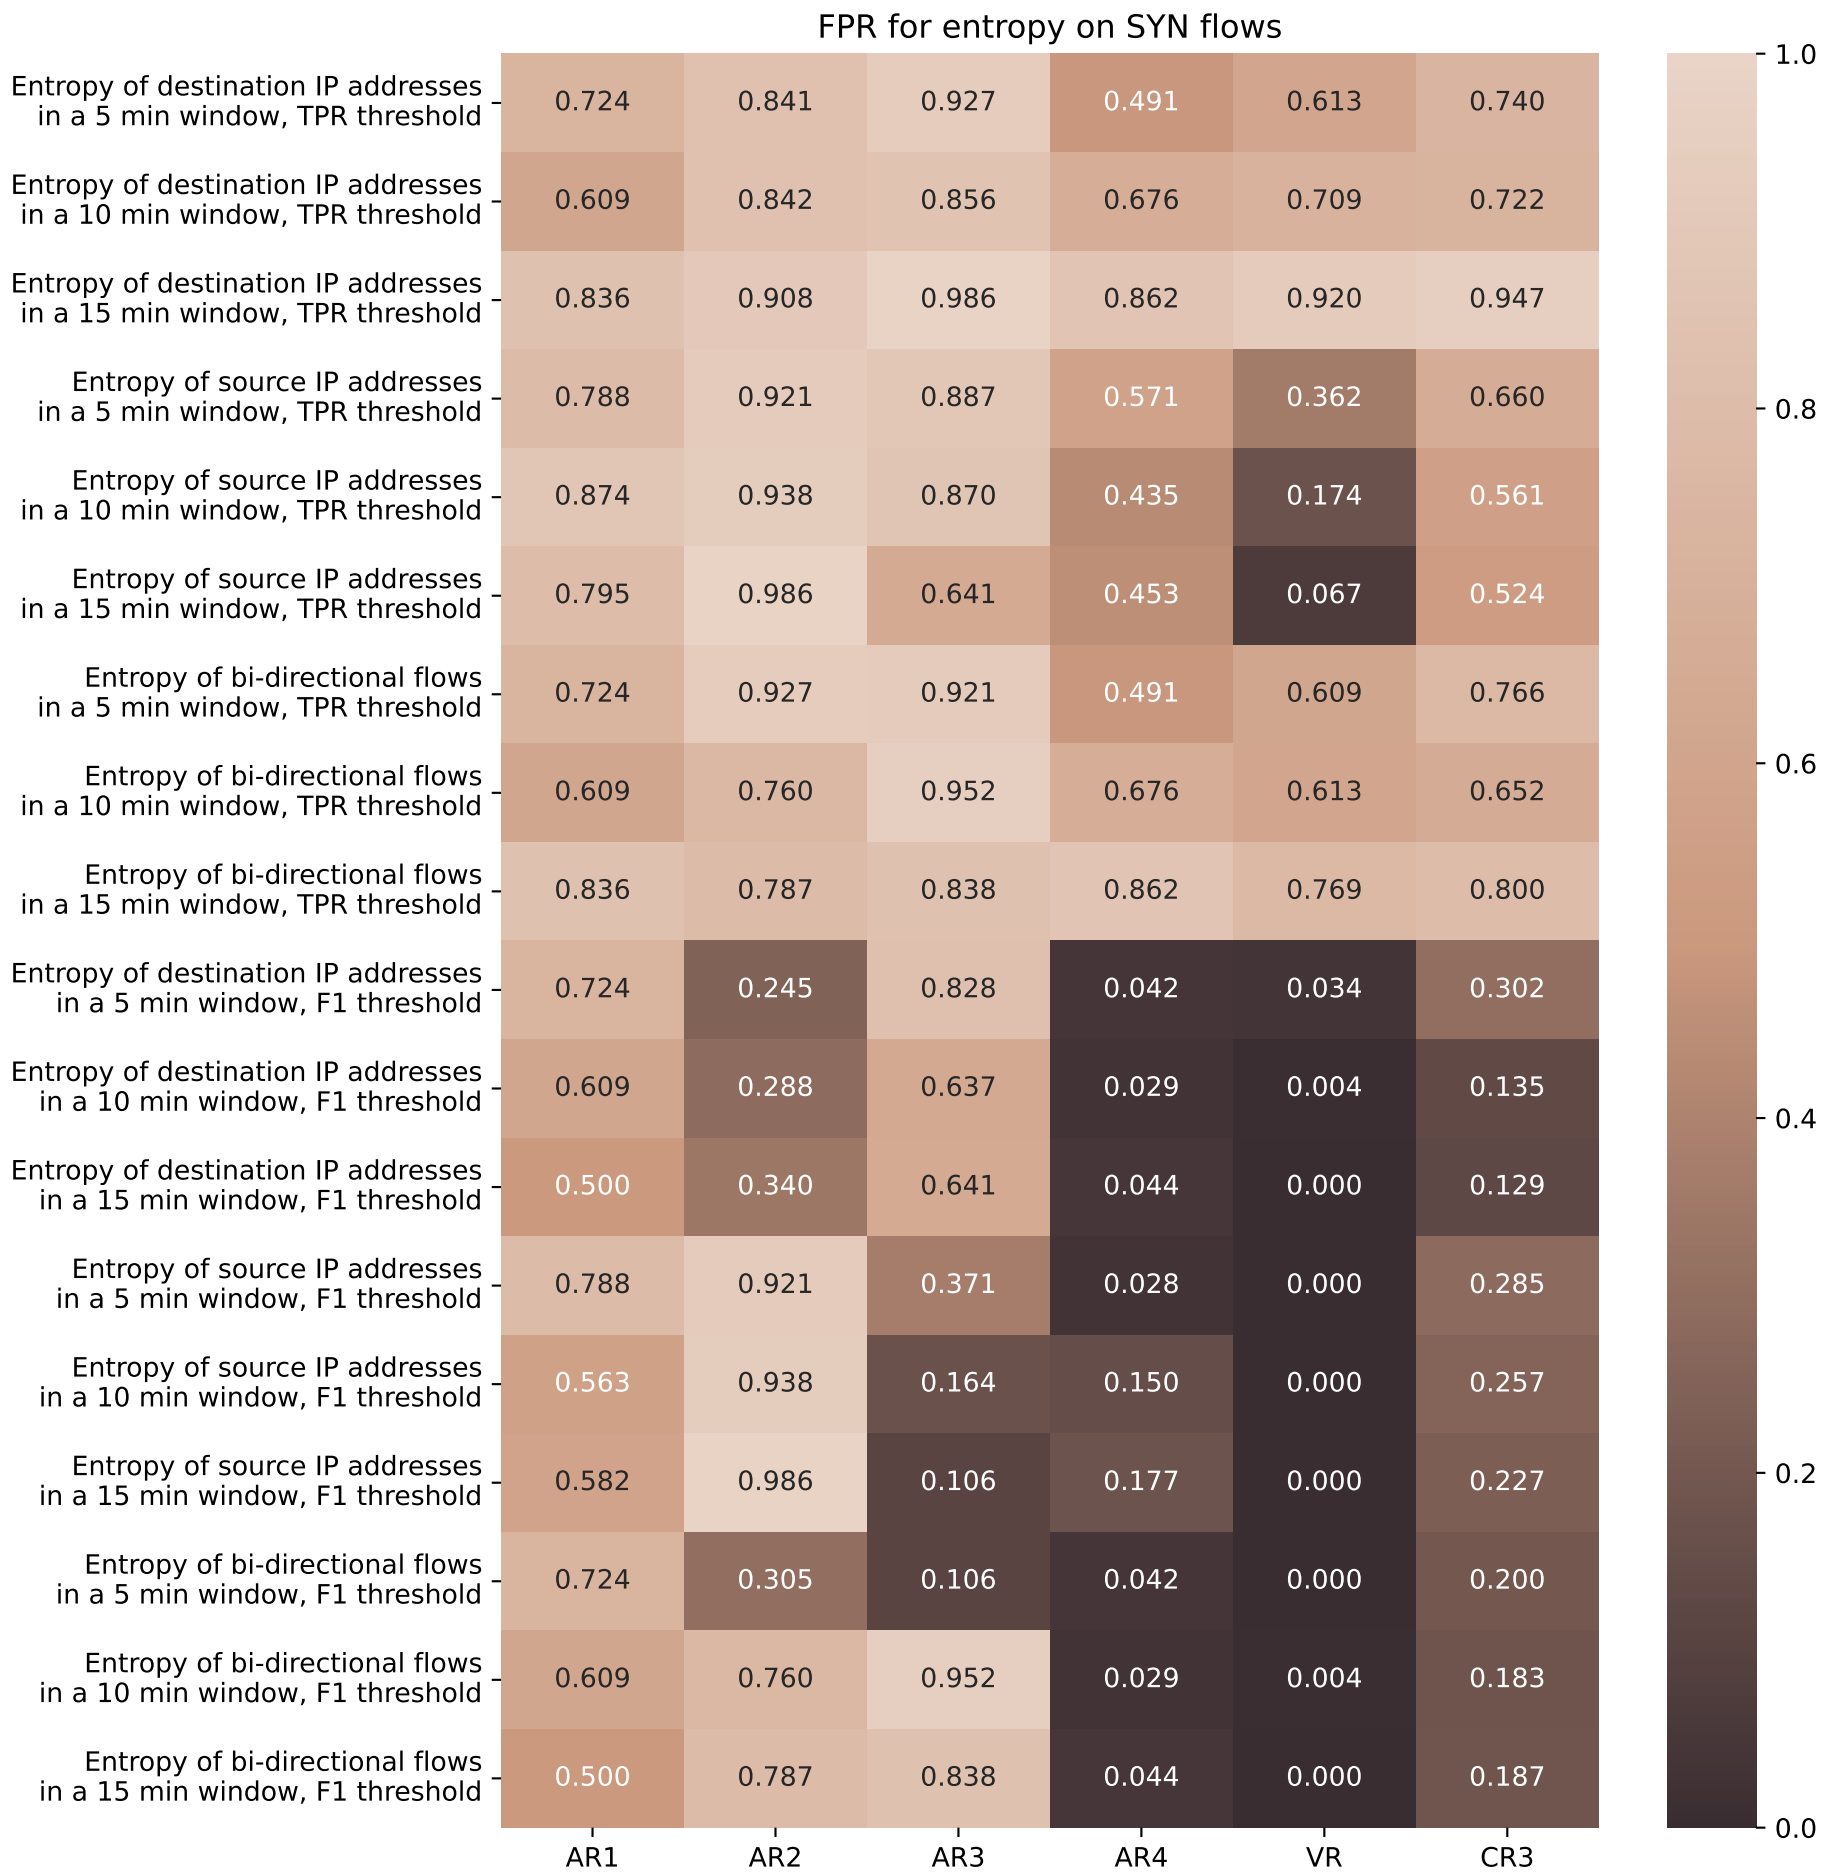 FPR for entropy on SYN flows
Entropy of destination IP addresses
in a 5 min window, TPR threshold
0.724 0.841 0.927 0.491 0.613 0.740
Entropy of destination IP addresses
in a 10 min window, TPR threshold
0.609 0.842 0.856 0.676 0.709 0.722
Entropy of destination IP addresses
in a 15 min window, TPR threshold
0.836 0.908 0.986 0.862 0.920 0.947
Entropy of source IP addresses
in a 5 min window, TPR threshold
0.788 0.921 0.887 0.571 0.362 0.660
Entropy of source IP addresses
in a 10 min window, TPR threshold
0.874 0.938 0.870 0.435 0.174 0.561
Entropy of source IP addresses
in a 15 min window, TPR threshold
0.795 0.986 0.641 0.453 0.067 0.524
Entropy of bi-directional flows
in a 5 min window, TPR threshold
0.724 0.927 0.921 0.491 0.609 0.766
Entropy of bi-directional flows
in a 10 min window, TPR threshold
0.609 0.760 0.952 0.676 0.613 0.652
Entropy of bi-directional flows
in a 15 min window, TPR threshold
0.836 0.787 0.838 0.862 0.769 0.800
Entropy of destination IP addresses
in a 5 min window, F1 threshold
0.724 0.245 0.828 0.042 0.034 0.302
Entropy of destination IP addresses
in a 10 min window, F1 threshold
0.609 0.288 0.637 0.029 0.004 0.135
Entropy of destination IP addresses
in a 15 min window, F1 threshold
0.500 0.340 0.641 0.044 0.000 0.129
Entropy of source IP addresses
in a 5 min window, F1 threshold
0.788 0.921 0.371 0.028 0.000 0.285
Entropy of source IP addresses
in a 10 min window, F1 threshold
0.563 0.938 0.164 0.150 0.000 0.257
Entropy of source IP addresses
in a 15 min window, F1 threshold
0.582 0.986 0.106 0.177 0.000 0.227
Entropy of bi-directional flows
in a 5 min window, F1 threshold
0.724 0.305 0.106 0.042 0.000 0.200
Entropy of bi-directional flows
in a 10 min window, F1 threshold
0.609 0.760 0.952 0.029 0.004 0.183
Entropy of bi-directional flows
in a 15 min window, F1 threshold
0.500 0.787 0.838 0.044 0.000 0.187
AR1 AR2 AR3 AR4 VR CR3
1.0
0.8
0.6
0.4
0.2
0.0